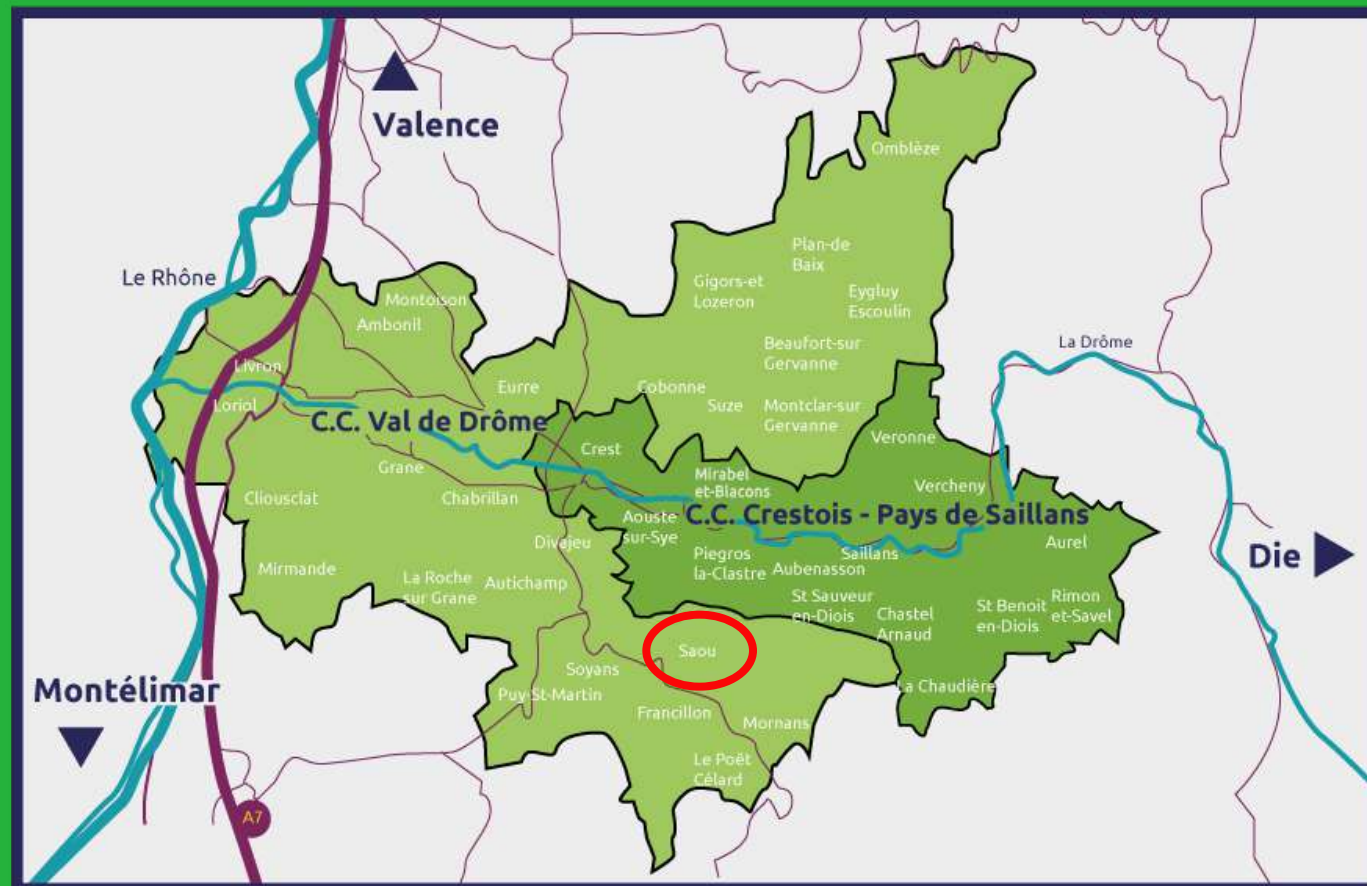 Valence
Omblèze
Plan-de
Baix
Le Rhône
Gigors-et
Lozeron
Eygluy
Escoulin
Montoison
Ambonil
La Drôme
Beaufort-sur
Gervanne
Livron
Eurre
Cobonne
Suze
Montclar-sur
Gervanne
Loriol
C.C. Val de Drôme
Veronne
Crest
Grane
Mirabel
et-Blacons
Vercheny
Cliousclat
Chabrillan
Aouste
sur-Sye
C.C. Crestois - Pays de Saillans
Divajeu
Aurel
Die
Piegros
la-Clastre
Saillans
Aubenasson
Mirmande
La Roche
sur Grane
Autichamp
St Sauveur
en-Diois
Chastel
Arnaud
St Benoit
en-Diois
Rimon
et-Savel
Saou
Soyans
Montélimar
Puy-St-Martin
La Chaudière
Francillon
Mornans
Le Poët
Célard
A7